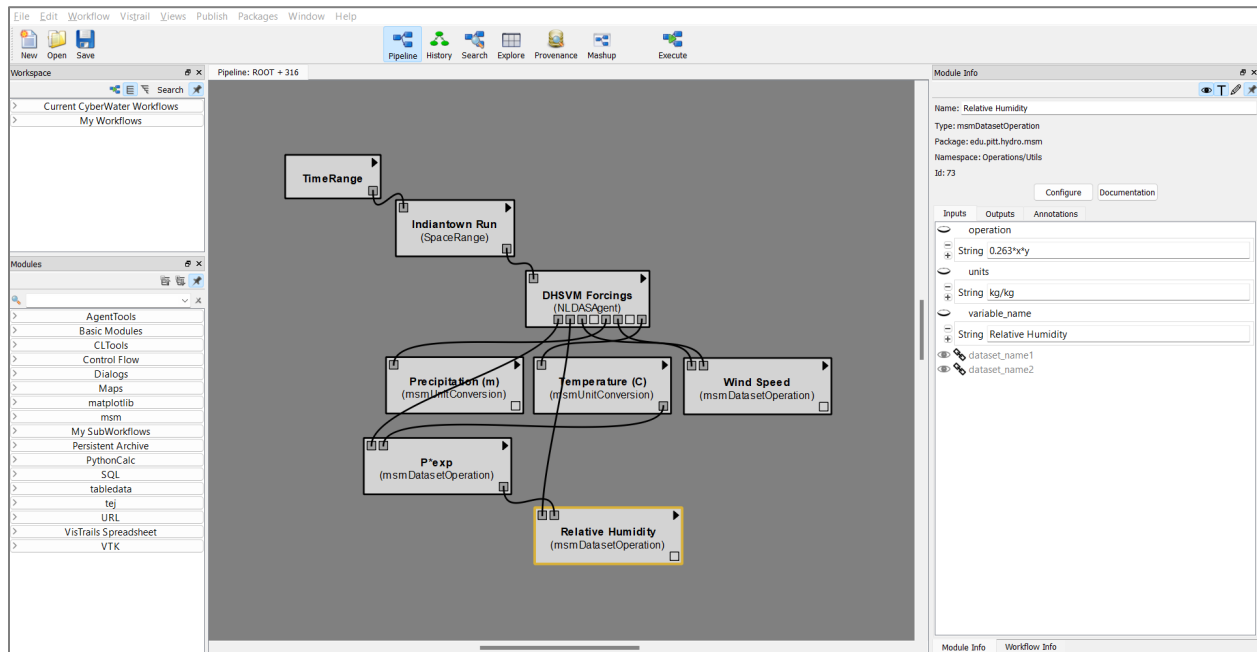 File Edit Workflow Vistrail Views Publish Packages Window Help
New Open Save Pipeline History Search Explore Provenance Mashup Execute
Workspace
Search
Current CyberWater Workflows
My Workflows
Modules
AgentTools
Basic Modules
CLTools
Control Flow
Dialogs
Maps
matplotlib
msm
My SubWorkflows
Persistent Archive
PythonCalc
SQL
tabledata
tej
URL
VisTrails Spreadsheet
VTK
Pipeline: ROOT + 316
TimeRange
Indiantown Run
(SpaceRange)
DHSVM Forcings
(NLDASAgent)
Precipitation (m)
(msmUnitConversion)
Temperature (C)
(msmUnitConversion)
Wind Speed
(msmDatasetOperation)
P*exp
(msmDatasetOperation)
Relative Humidity
(msmDatasetOperation)
Module Info
Name: Relative Humidity
Type: msmDatasetOperation
Package: edu.pitt.hydro.msm
Namespace: Operations/Utils
Id: 73
Configure Documentation
Inputs Outputs Annotations
operation
String 0.263*x*y
units
String kg/kg
variable_name
String Relative Humidity
dataset_name1
dataset_name2
Module Info Workflow Info